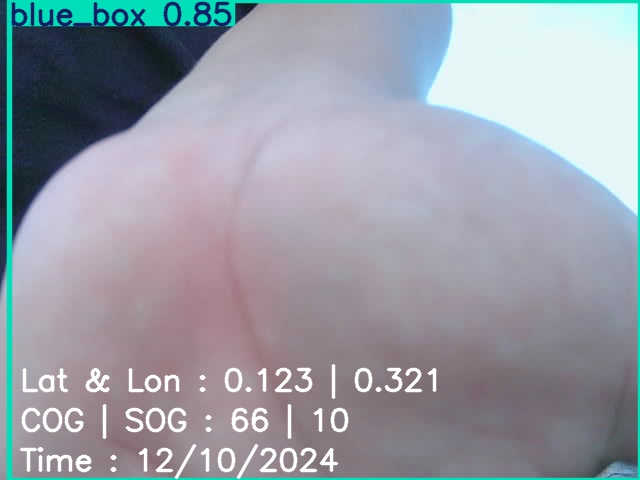 blue_box 0.85
Lat & Lon : 0.123 | 0.321
COG | SOG : 66 | 10
Time : 12/10/2024